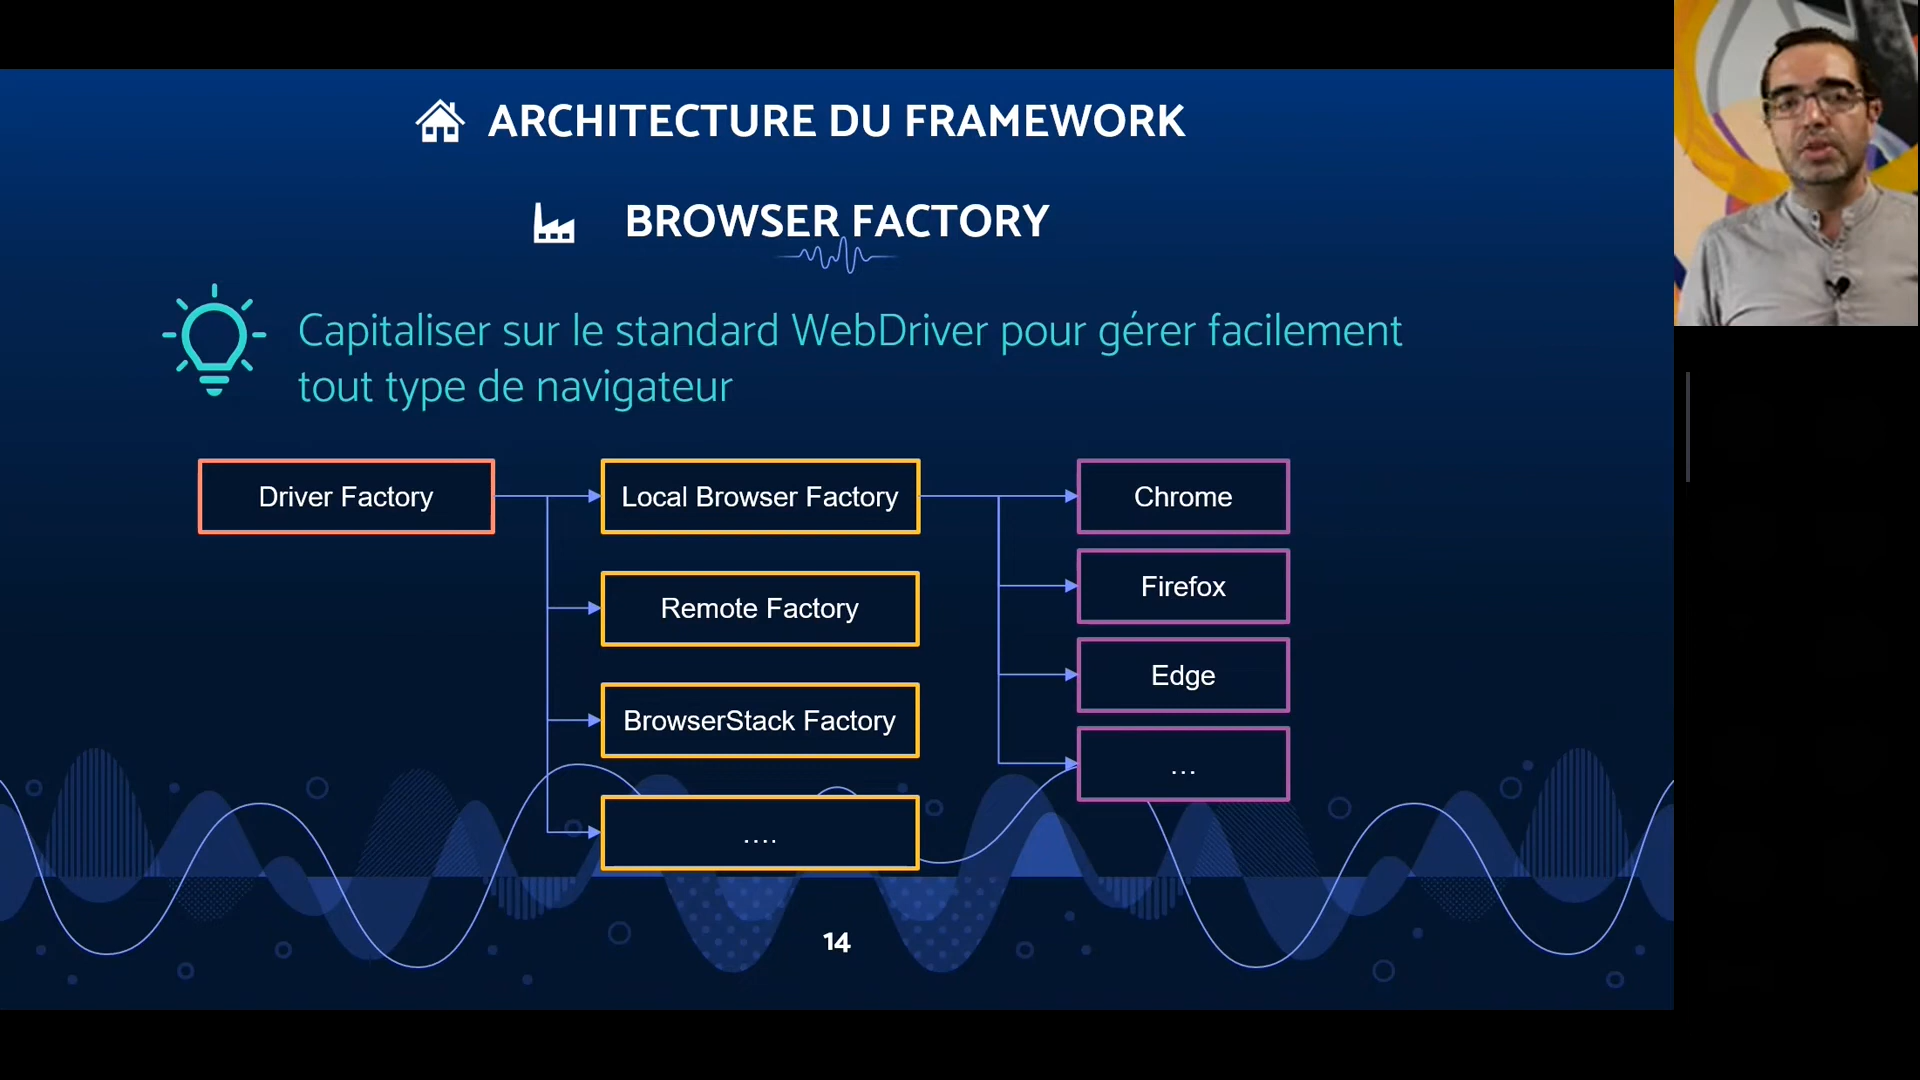 ARCHITECTURE DU FRAMEWORK
BROWSER FACTORY
Capitaliser sur le standard WebDriver pour gérer facilement
tout type de navigateur
Driver Factory
Local Browser Factory
Remote Factory
BrowserStack Factory
....
Chrome
Firefox
Edge
...
14